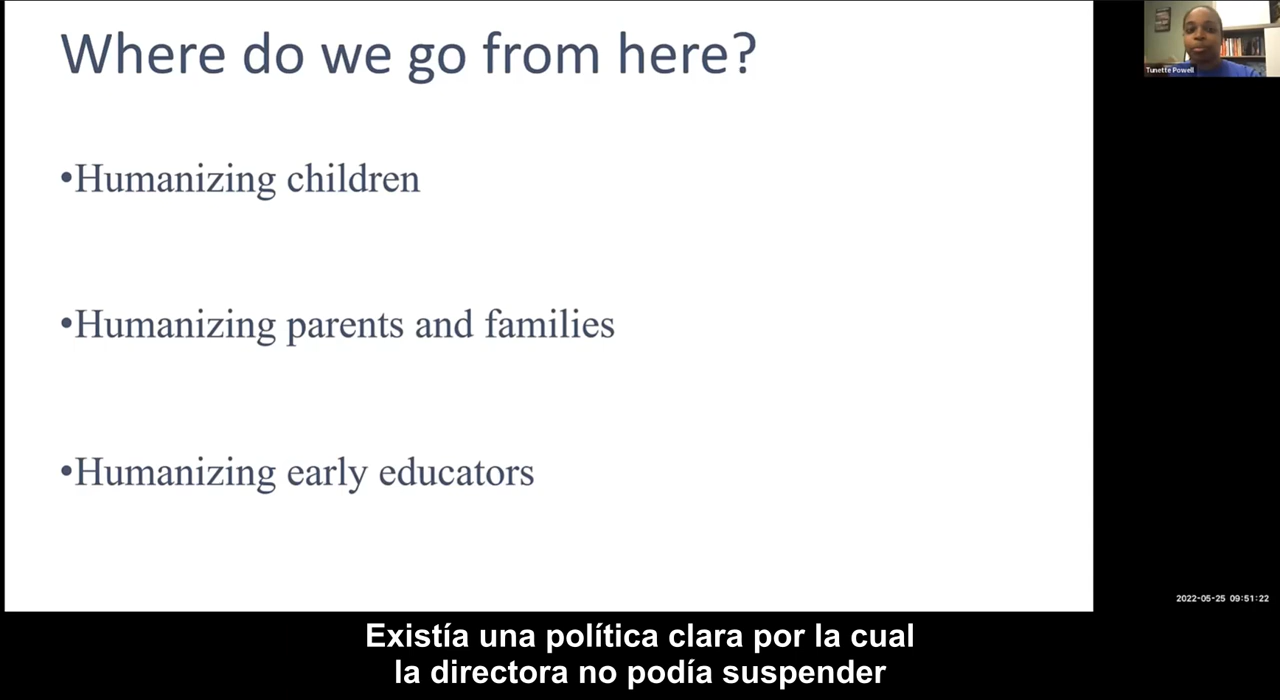 Where do we go from here?
•Humanizing children
•Humanizing parents and families
•Humanizing early educators
Tunette Powell
2022-05-25 09:51:22
Existía una política clara por la cual
la directora no podía suspender